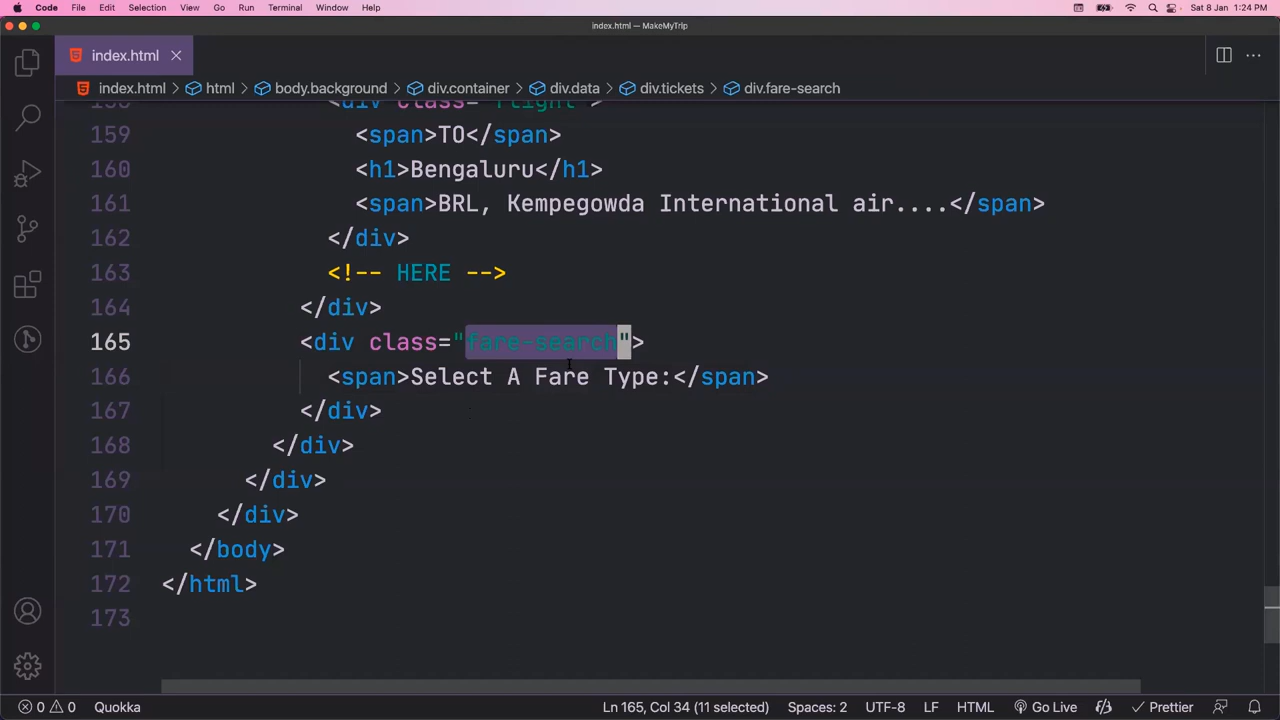 Code File Edit Selection View Go Run Terminal Window Help Sat 8 Jan 1:24 PM
index.html — MakeMyTrip
index.html
index.html > html > body.background > div.container > div.data > div.tickets > div.fare-search
158 <div class="flight">
159 <span>TO</span>
160 <h1>Bengaluru</h1>
161 <span>BRL, Kempegowda International air....</span>
162 </div>
163 <!-- HERE -->
164 </div>
165 <div class="fare-search">
166 <span>Select A Fare Type:</span>
167 </div>
168 </div>
169 </div>
170 </div>
171 </body>
172 </html>
173
0 0 Quokka Ln 165, Col 34 (11 selected) Spaces: 2 UTF-8 LF HTML Go Live Prettier